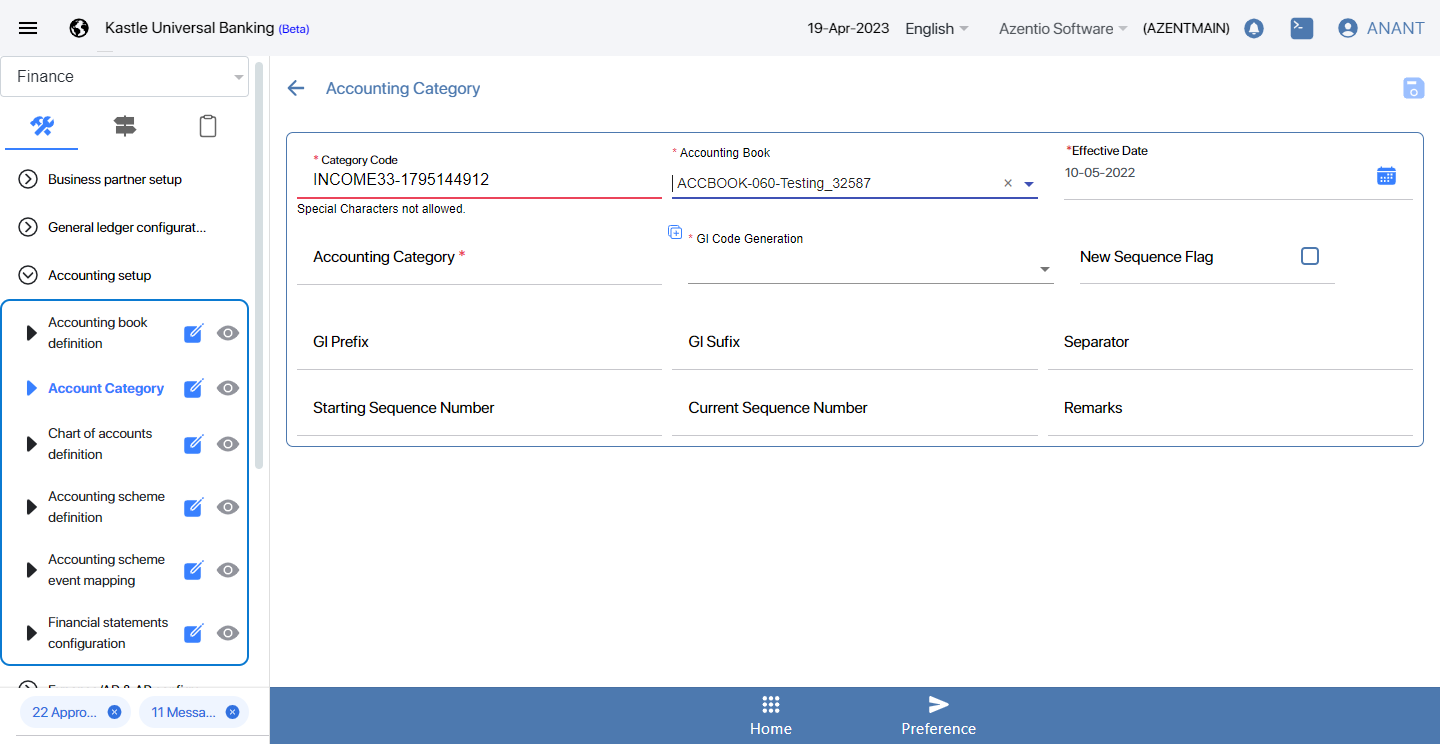 Kastle Universal Banking (Beta)
19-Apr-2023
English
Azentio Software
(AZENTMAIN)
ANANT
Finance
Business partner setup
General ledger configurat...
Accounting setup
Accounting book
definition
Account Category
Chart of accounts
definition
Accounting scheme
definition
Accounting scheme
event mapping
Financial statements
configuration
22 Appro...
11 Messa...
Accounting Category
* Category Code
INCOME33-1795144912
Special Characters not allowed.
* Accounting Book
ACCBOOK-060-Testing_32587
*Effective Date
10-05-2022
Accounting Category *
* GI Code Generation
New Sequence Flag
GI Prefix
GI Sufix
Separator
Starting Sequence Number
Current Sequence Number
Remarks
Home
Preference